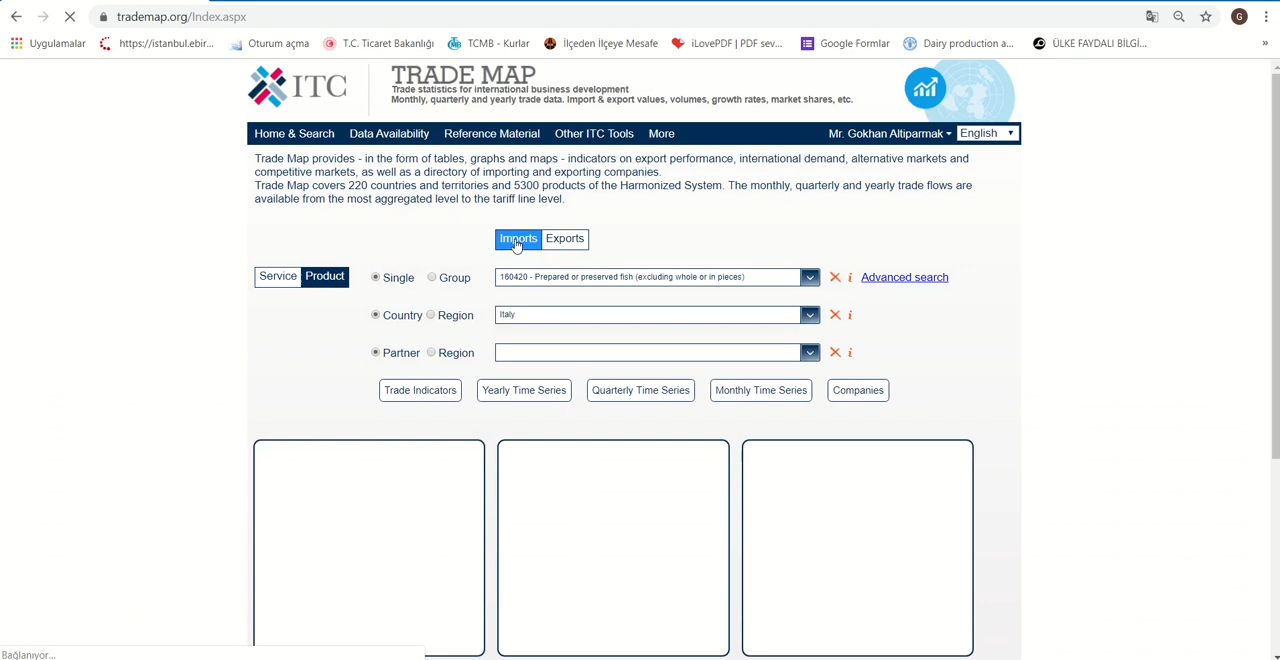 trademap.org/Index.aspx
G
Uygulamalar
https://istanbul.ebir...
Oturum açma
T.C. Ticaret Bakanlığı
TCMB - Kurlar
İlçeden İlçeye Mesafe
iLovePDF | PDF sev...
Google Formlar
Dairy production a...
ÜLKE FAYDALI BİLGİ...
»
ITC
TRADE MAP
Trade statistics for international business development
Monthly, quarterly and yearly trade data. Import & export values, volumes, growth rates, market shares, etc.
Home & Search Data Availability Reference Material Other ITC Tools More
Mr. Gokhan Altiparmak English
Trade Map provides - in the form of tables, graphs and maps - indicators on export performance, international demand, alternative markets and
competitive markets, as well as a directory of importing and exporting companies.
Trade Map covers 220 countries and territories and 5300 products of the Harmonized System. The monthly, quarterly and yearly trade flows are
available from the most aggregated level to the tariff line level.
Imports Exports
Service Product Single Group 160420 - Prepared or preserved fish (excluding whole or in pieces) i Advanced search
Country Region Italy i
Partner Region i
Trade Indicators Yearly Time Series Quarterly Time Series Monthly Time Series Companies
Bağlanıyor...